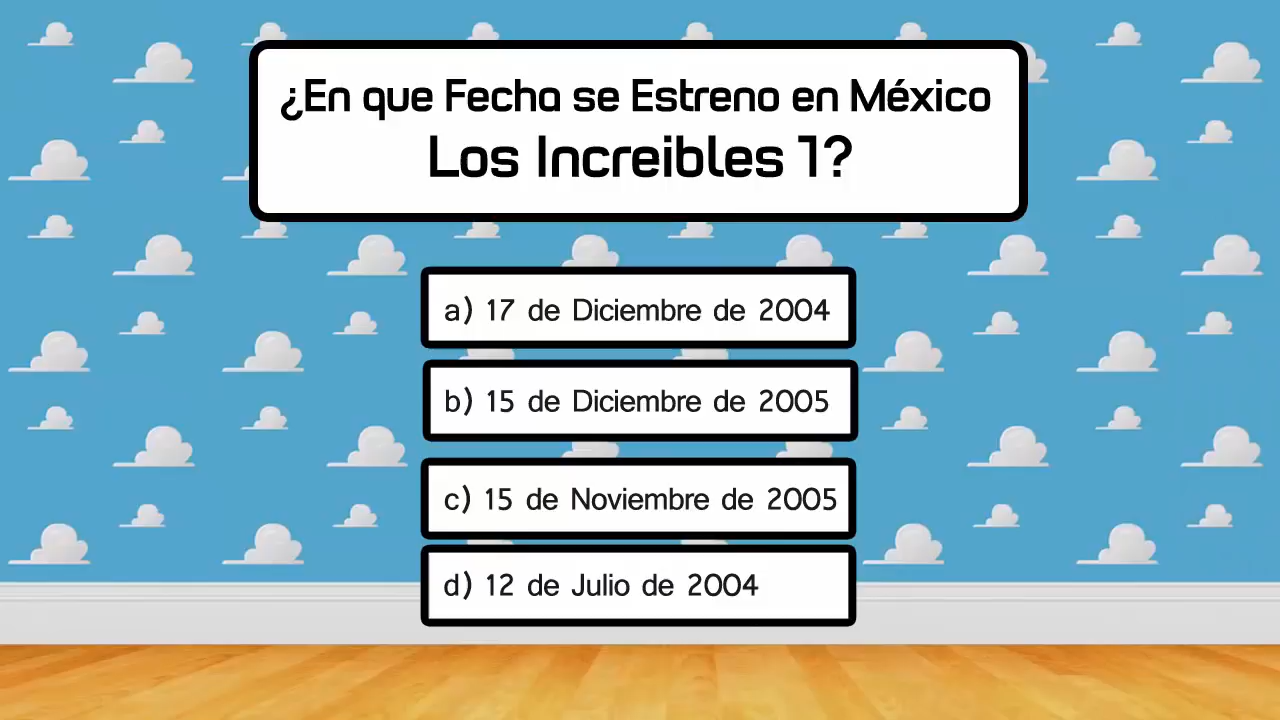 ¿En que Fecha se Estreno en México
Los Increibles 1?
a) 17 de Diciembre de 2004
b) 15 de Diciembre de 2005
c) 15 de Noviembre de 2005
d) 12 de Julio de 2004